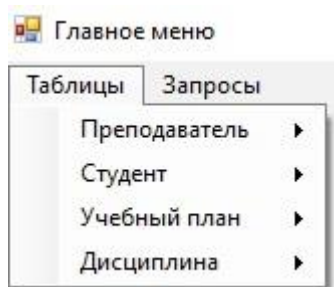 Главное меню
Таблицы Запросы
Преподаватель
Студент
Учебный план
Дисциплина